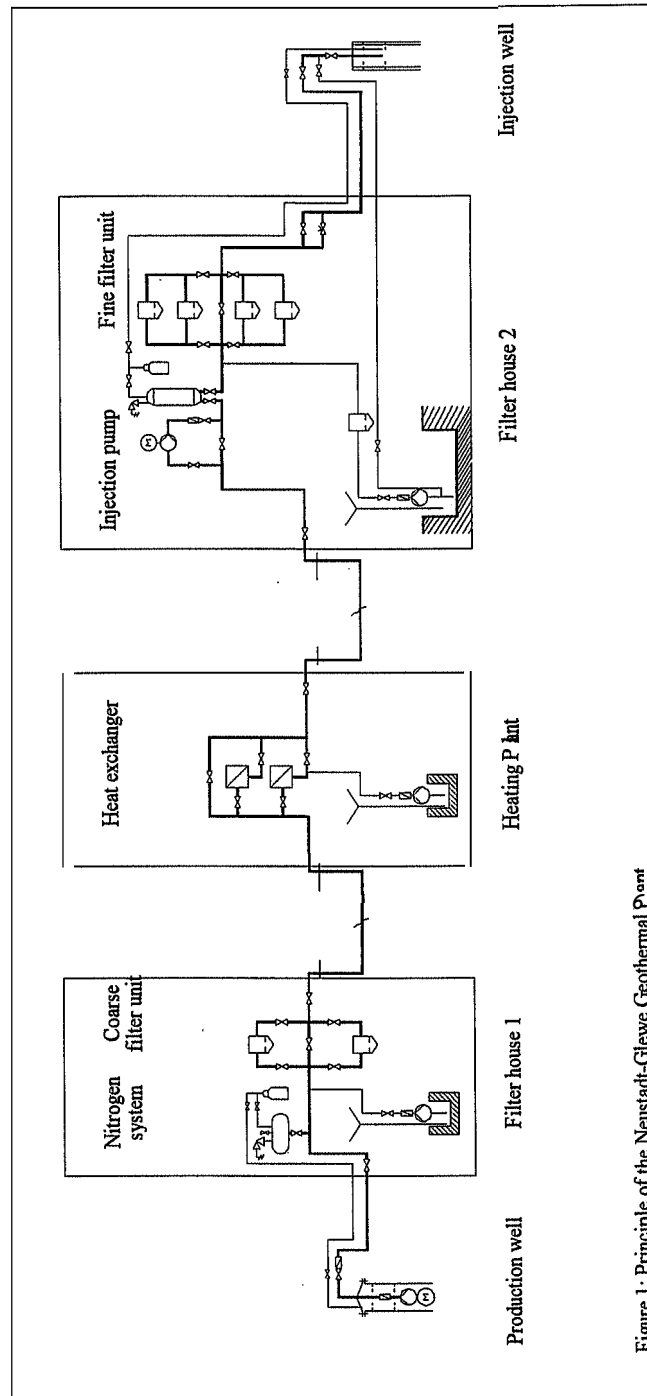 Injection well
Fine filter unit
Injection pump
M
Filter house 2
Heat exchanger
Heating Plant
Coarse
filter unit
Nitrogen
system
Filter house 1
Production well
M
Figure 1: Principle of the Neustadt-Glewe Geothermal Plant